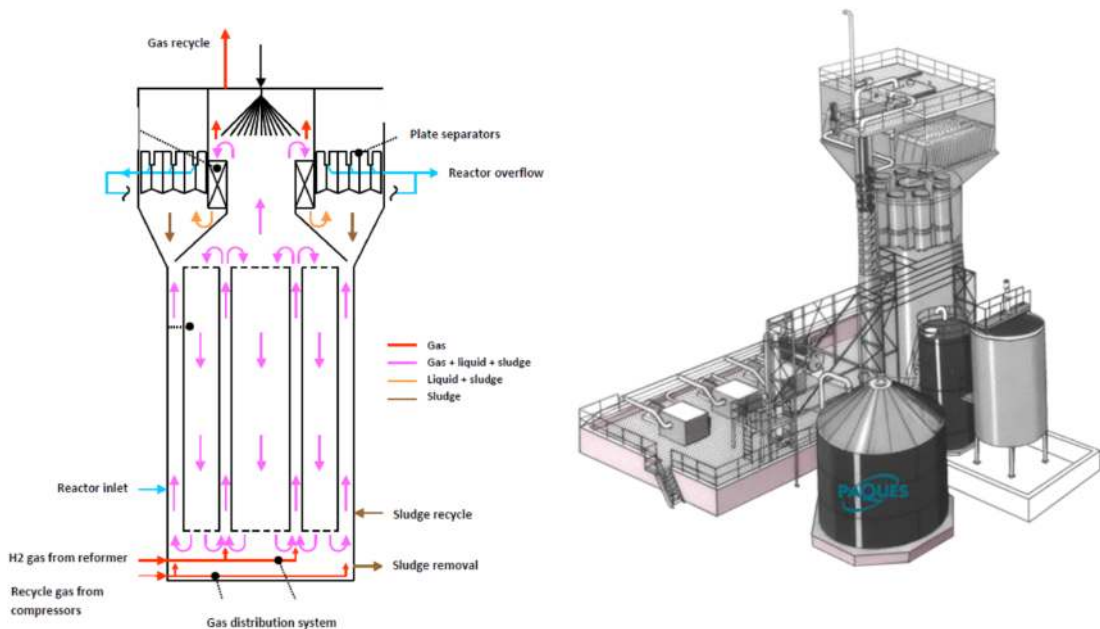 Gas recycle
Plate separators
Reactor overflow
Gas
Gas + liquid + sludge
Liquid + sludge
Sludge
Reactor inlet
Sludge recycle
H2 gas from reformer
Sludge removal
Recycle gas from
compressors
Gas distribution system
PAQUES